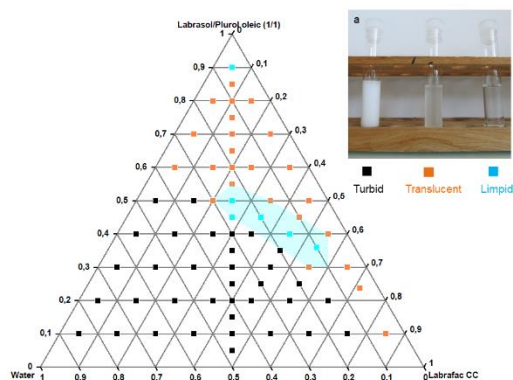 Labrasol/PluroLoleic (1/1)
a
1 0
0,9 0,1
0,8 0,2
0,7 0,3
0,6 0,4
Turbid Translucent Limpid
0,5 0,5
0,4 0,6
0,3 0,7
0,2 0,8
0,1 0,9
Water 0 1 Labrafac CC
1 0.9 0.8 0.7 0.6 0.5 0.4 0.3 0.2 0.1 0